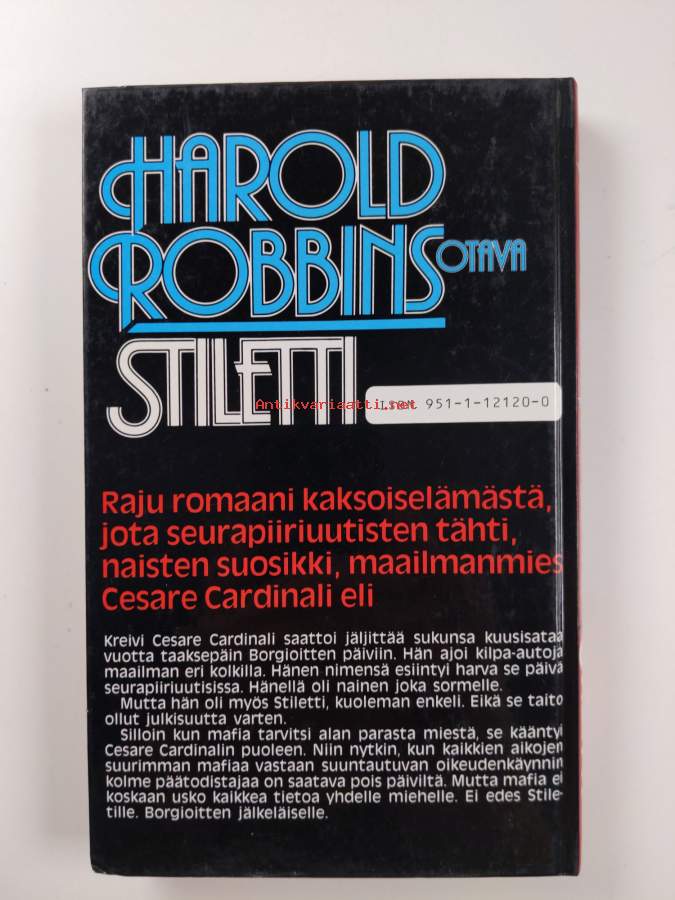 HAROLD
ROBBINS
OTAVA
STILETTI
Antikvariaatti.net
ISBN 951-1-12120-0
Raju romaani kaksoiselämästä,
jota seurapiiriuutisten tähti,
naisten suosikki, maailmanmies
Cesare Cardinali eli
Kreivi Cesare Cardinali saattoi jäljittää sukunsa kuusisataa
vuotta taaksepäin Borgioitten päiviin. Hän ajoi kilpa-autoja
maailman eri kolkilla. Hänen nimensä esiintyi harva se päivä
seurapiiriuutisissa. Hänellä oli nainen joka sormelle.
Mutta hän oli myös Stiletti, kuoleman enkeli. Eikä se taito
ollut julkisuutta varten.
Silloin kun mafia tarvitsi alan parasta miestä, se kääntyi
Cesare Cardinalin puoleen. Niin nytkin, kun kaikkien aikojen
suurimman mafiaa vastaan suuntautuvan oikeudenkäynnin
kolme päätodistajaa on saatava pois päiviltä. Mutta mafia ei
koskaan usko kaikkea tietoa yhdelle miehelle. Ei edes Stile-
tille. Borgioitten jälkeläiselle.